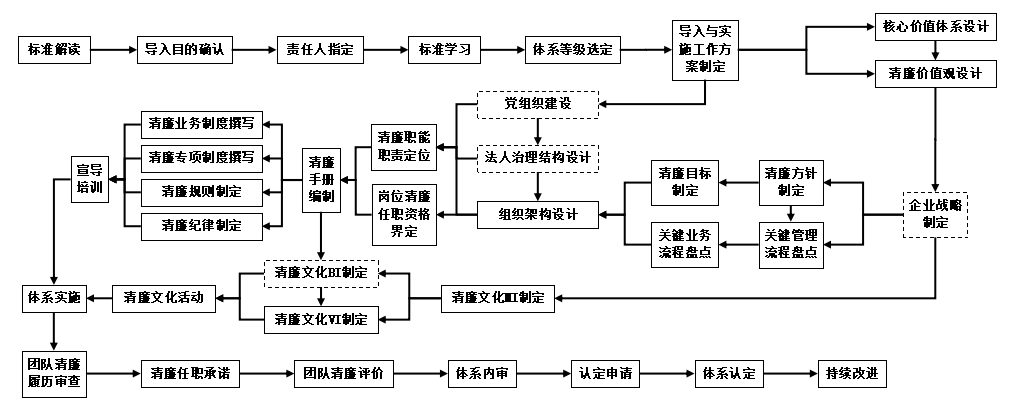 标准解读
导入目的确认
责任人指定
标准学习
体系等级选定
导入与实
施工作方
案制定
核心价值体系设计
清廉价值观设计
党组织建设
法人治理结构设计
组织架构设计
清廉职能
职责定位
岗位清廉
任职资格
界定
清廉
手册
编制
清廉业务制度撰写
清廉专项制度撰写
清廉规则制定
清廉纪律制定
宣导
培训
清廉目标
制定
清廉方针
制定
关键业务
流程盘点
关键管理
流程盘点
企业战略
制定
清廉文化BI制定
清廉文化VI制定
清廉文化MI制定
清廉文化活动
体系实施
团队清廉
履历审查
清廉任职承诺
团队清廉评价
体系内审
认定申请
体系认定
持续改进